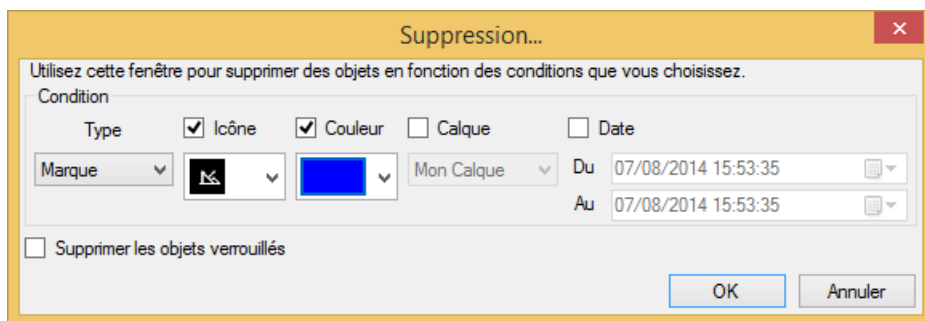 Suppression...
Utilisez cette fenêtre pour supprimer des objets en fonction des conditions que vous choisissez.
Condition
Type Icône Couleur Calque Date
Marque Mon Calque Du 07/08/2014 15:53:35
Au 07/08/2014 15:53:35
Supprimer les objets verrouillés
OK Annuler